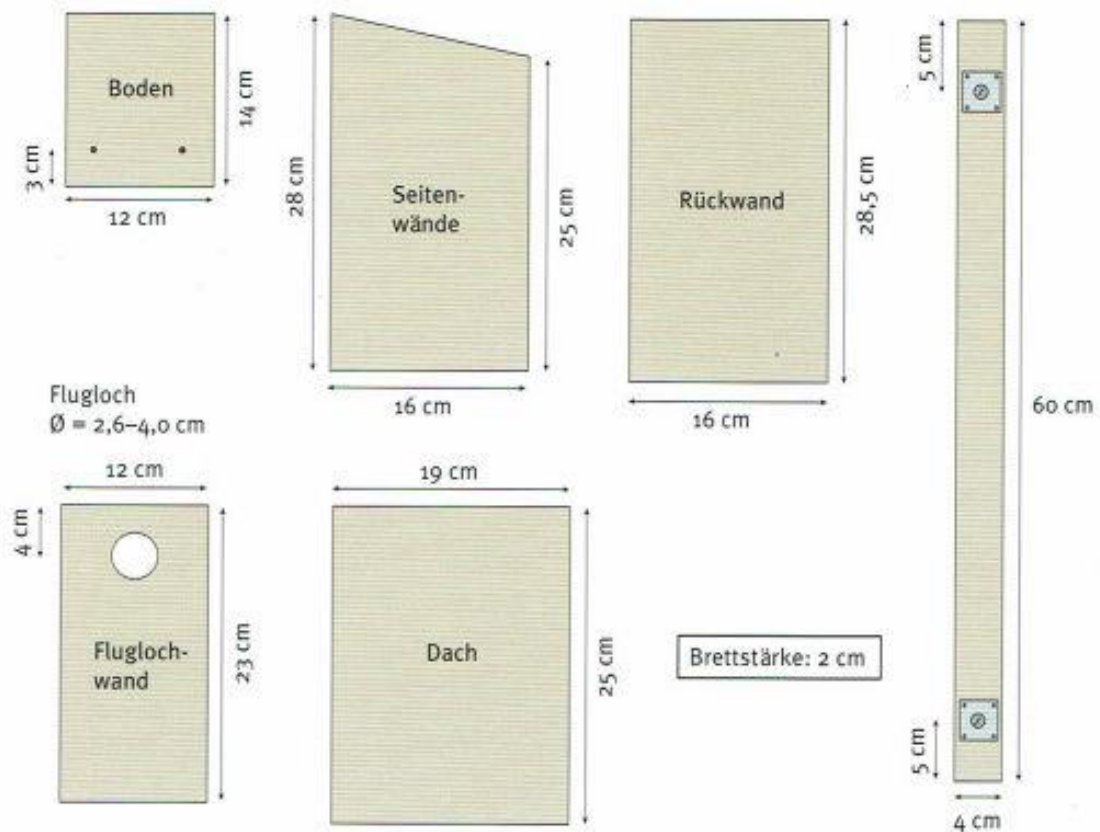 Boden
14 cm
3 cm
12 cm
28 cm
Seiten-
wände
25 cm
16 cm
Rückwand
28,5 cm
16 cm
5 cm
60 cm
5 cm
4 cm
Flugloch
Ø = 2,6–4,0 cm
12 cm
4 cm
Flugloch-
wand
23 cm
19 cm
Dach
25 cm
Brettstärke: 2 cm